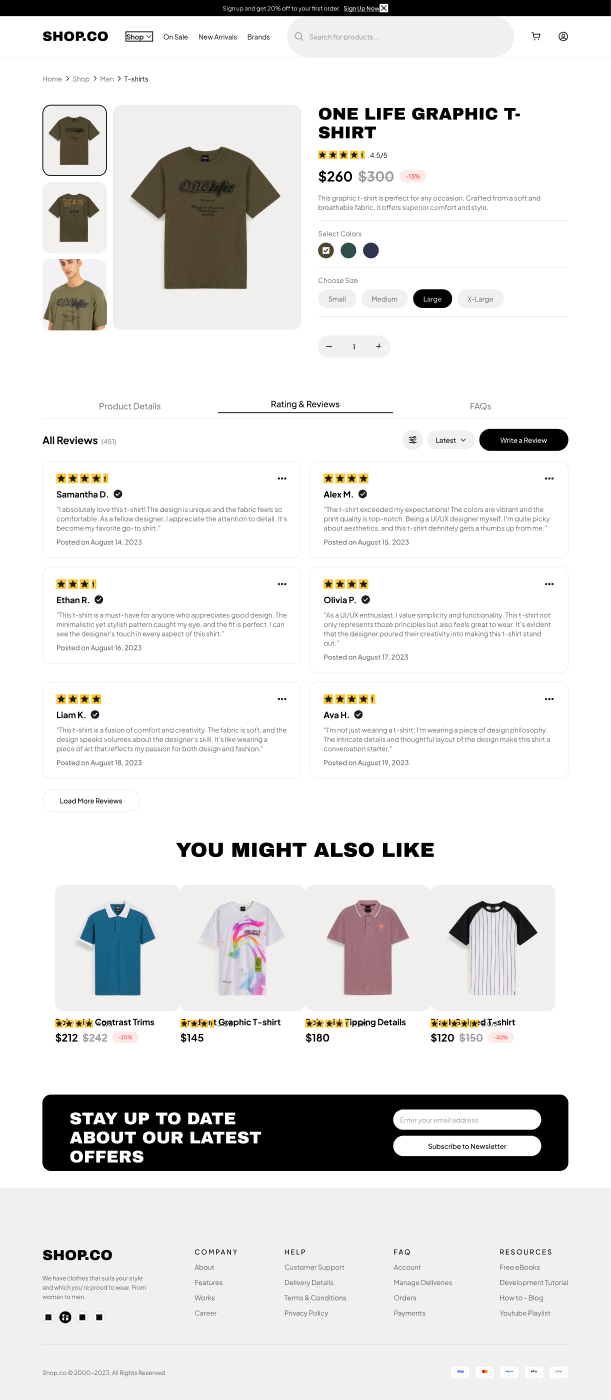 Sign up and get 20% off to your first order. Sign Up Now
SHOP.CO
Shop
On Sale
New Arrivals
Brands
Search for products...
Home > Shop > Men > T-shirts
ONE LIFE GRAPHIC T-
SHIRT
4.5/5
$260 $300 -13%
This graphic t-shirt is perfect for any occasion. Crafted from a soft and
breathable fabric, it offers superior comfort and style.
Select Colors
Choose Size
Small
Medium
Large
X-Large
− 1 +
Product Details
Rating & Reviews
FAQs
All Reviews (451)
Latest
Write a Review
Samantha D.
"I absolutely love this t-shirt! The design is unique and the fabric feels so
comfortable. As a fellow designer, I appreciate the attention to detail. It's
become my favorite go-to shirt."
Posted on August 14, 2023
Alex M.
"The t-shirt exceeded my expectations! The colors are vibrant and the
print quality is top-notch. Being a UI/UX designer myself, I'm quite picky
about aesthetics, and this t-shirt definitely gets a thumbs up from me."
Posted on August 15, 2023
Ethan R.
"This t-shirt is a must-have for anyone who appreciates good design. The
minimalistic yet stylish pattern caught my eye, and the fit is perfect. I can
see the designer's touch in every aspect of this shirt."
Posted on August 16, 2023
Olivia P.
"As a UI/UX enthusiast, I value simplicity and functionality. This t-shirt not
only represents those principles but also feels great to wear. It's evident
that the designer poured their creativity into making this t-shirt stand
out."
Posted on August 17, 2023
Liam K.
"This t-shirt is a fusion of comfort and creativity. The fabric is soft, and the
design speaks volumes about the designer's skill. It's like wearing a
piece of art that reflects my passion for both design and fashion."
Posted on August 18, 2023
Ava H.
"I'm not just wearing a t-shirt; I'm wearing a piece of design philosophy.
The intricate details and thoughtful layout of the design make this shirt a
conversation starter."
Posted on August 19, 2023
Load More Reviews
YOU MIGHT ALSO LIKE
Contrast Trims
$212 $242 -20%
Gradient Graphic T-shirt
$145
Tipping Details
$180
T-shirt
$120 $150 -30%
STAY UP TO DATE
ABOUT OUR LATEST
OFFERS
Enter your email address
Subscribe to Newsletter
SHOP.CO
We have clothes that suits your style
and which you're proud to wear. From
women to men.
COMPANY
About
Features
Works
Career
HELP
Customer Support
Delivery Details
Terms & Conditions
Privacy Policy
FAQ
Account
Manage Deliveries
Orders
Payments
RESOURCES
Free eBooks
Development Tutorial
How to - Blog
Youtube Playlist
Shop.co © 2000-2023, All Rights Reserved